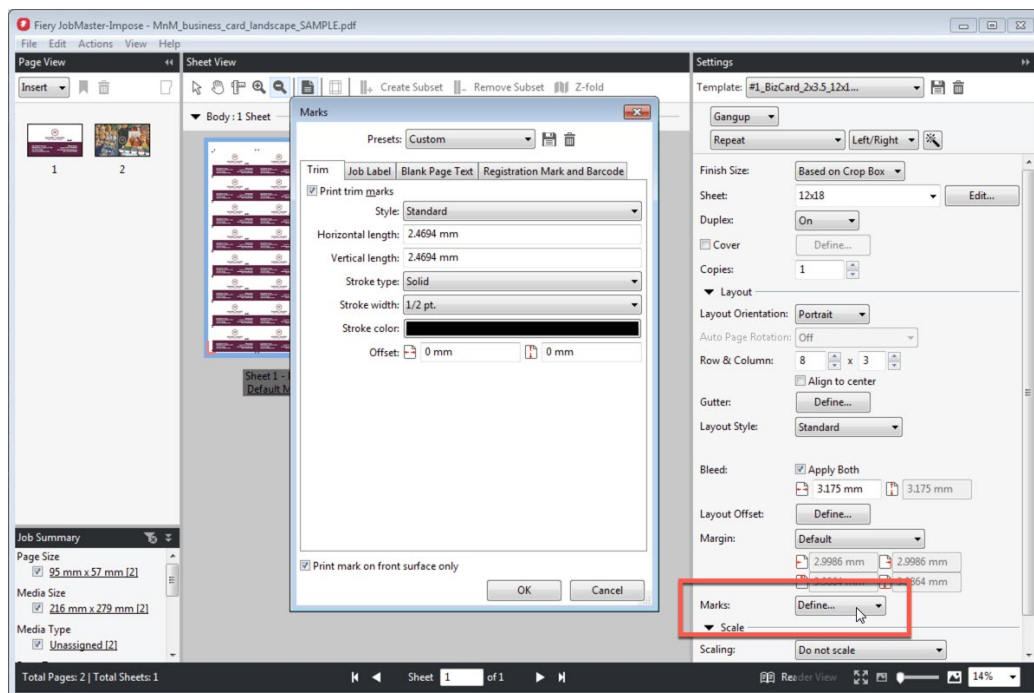 Fiery JobMaster-Impose - MnM_business_card_landscape_SAMPLE.pdf
File Edit Actions View Help
Page View
Insert
1 2
Sheet View
Create Subset Remove Subset Z-fold
Body : 1 Sheet
Sheet 1 -
Default M
Marks
Presets: Custom
Trim Job Label Blank Page Text Registration Mark and Barcode
Print trim marks
Style: Standard
Horizontal length: 2.4694 mm
Vertical length: 2.4694 mm
Stroke type: Solid
Stroke width: 1/2 pt.
Stroke color:
Offset: 0 mm 0 mm
Print mark on front surface only
OK Cancel
Settings
Template: #1_BizCard_2x3.5_12x1...
Gangup
Repeat Left/Right
Finish Size: Based on Crop Box
Sheet: 12x18 Edit...
Duplex: On
Cover Define...
Copies: 1
Layout
Layout Orientation: Portrait
Auto Page Rotation: Off
Row & Column: 8 x 3
Align to center
Gutter: Define...
Layout Style: Standard
Bleed: Apply Both
3.175 mm 3.175 mm
Layout Offset: Define...
Margin: Default
2.9986 mm 2.9986 mm
Marks: Define...
Scale
Scaling: Do not scale
Job Summary
Page Size
95 mm x 57 mm [2]
Media Size
216 mm x 279 mm [2]
Media Type
Unassigned [2]
Total Pages: 2 | Total Sheets: 1
Sheet 1 of 1
Reader View
14%